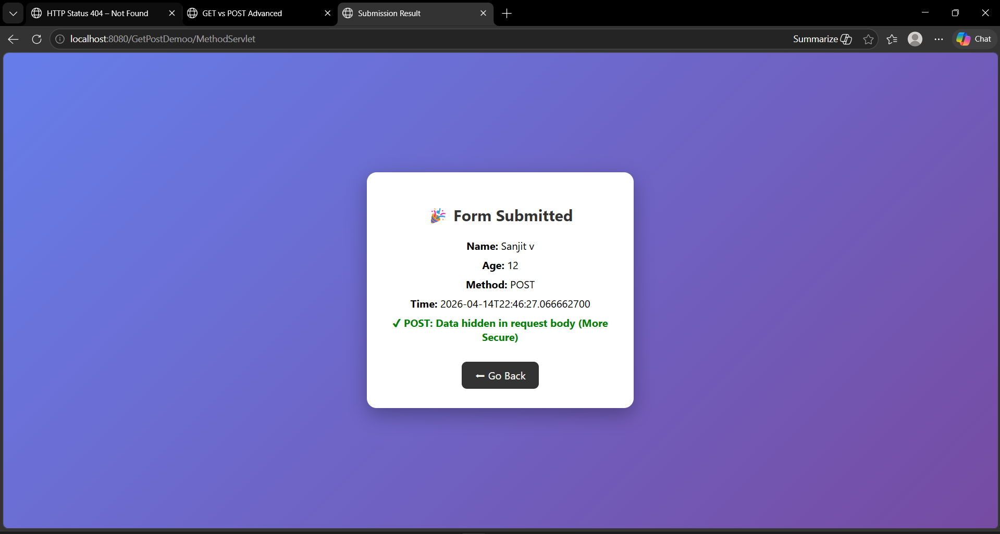 HTTP Status 404 – Not Found
GET vs POST Advanced
Submission Result
localhost:8080/GetPostDemoo/MethodServlet
Summarize
Chat
🎉 Form Submitted
Name: Sanjit v
Age: 12
Method: POST
Time: 2026-04-14T22:46:27.066662700
✔ POST: Data hidden in request body (More
Secure)
⬅ Go Back